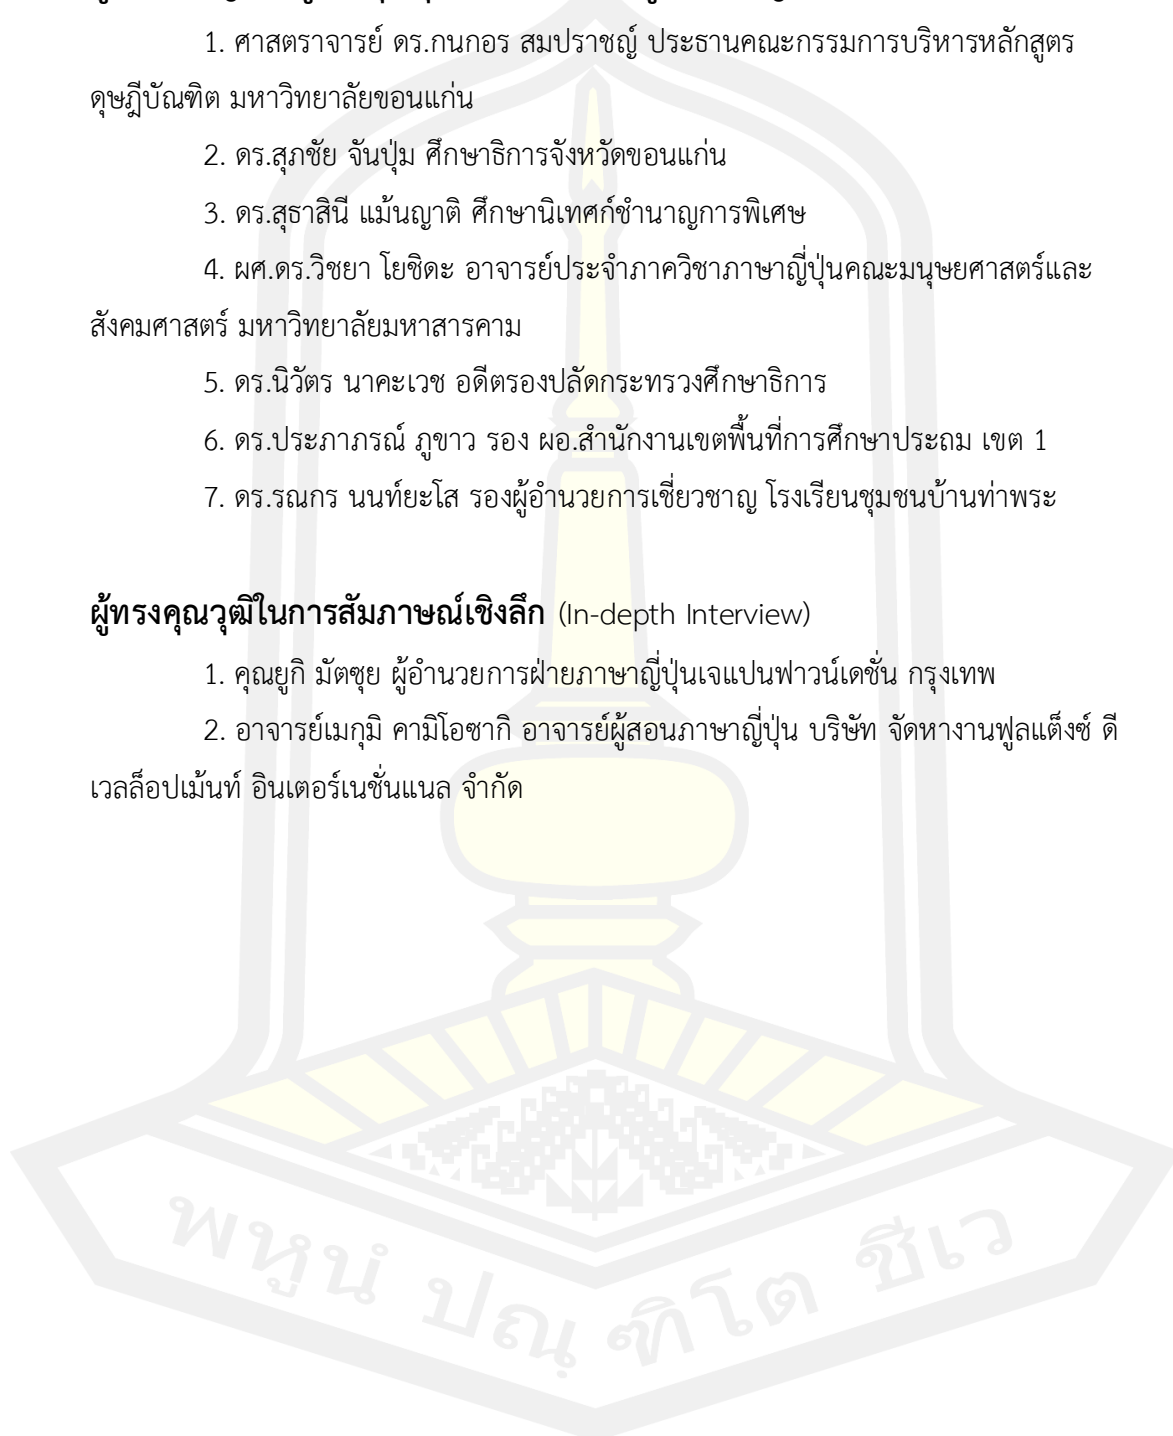 1. ศาสตราจารย์ ดร.กนกอร สมปราชญ์ ประธานคณะกรรมการบริหารหลักสูตร
ดุษฎีบัณฑิต มหาวิทยาลัยขอนแก่น
2. ดร.สุภชัย จันปุ่ม ศึกษาธิการจังหวัดขอนแก่น
3. ดร.สุธาสินี แม้นญาติ ศึกษานิเทศก์ชำนาญการพิเศษ
4. ผศ.ดร.วิชยา โยชิดะ อาจารย์ประจำภาควิชาภาษาญี่ปุ่นคณะมนุษยศาสตร์และ
สังคมศาสตร์ มหาวิทยาลัยมหาสารคาม
5. ดร.นิวัตร นาคะเวช อดีตรองปลัดกระทรวงศึกษาธิการ
6. ดร.ประภาภรณ์ ภูขาว รอง ผอ.สำนักงานเขตพื้นที่การศึกษาประถม เขต 1
7. ดร.รณกร นนท์ยะโส รองผู้อำนวยการเชี่ยวชาญ โรงเรียนชุมชนบ้านท่าพระ
ผู้ทรงคุณวุฒิในการสัมภาษณ์เชิงลึก (In-depth Interview)
1. คุณยูกิ มัตซุย ผู้อำนวยการฝ่ายภาษาญี่ปุ่นเจแปนฟาวน์เดชั่น กรุงเทพ
2. อาจารย์เมกุมิ คามิโอซากิ อาจารย์ผู้สอนภาษาญี่ปุ่น บริษัท จัดหางานฟูลแต็งซ์ ดี
เวลล็อปเม้นท์ อินเตอร์เนชั่นแนล จำกัด
พหูนํ ปณฺฑิโต ชีเว